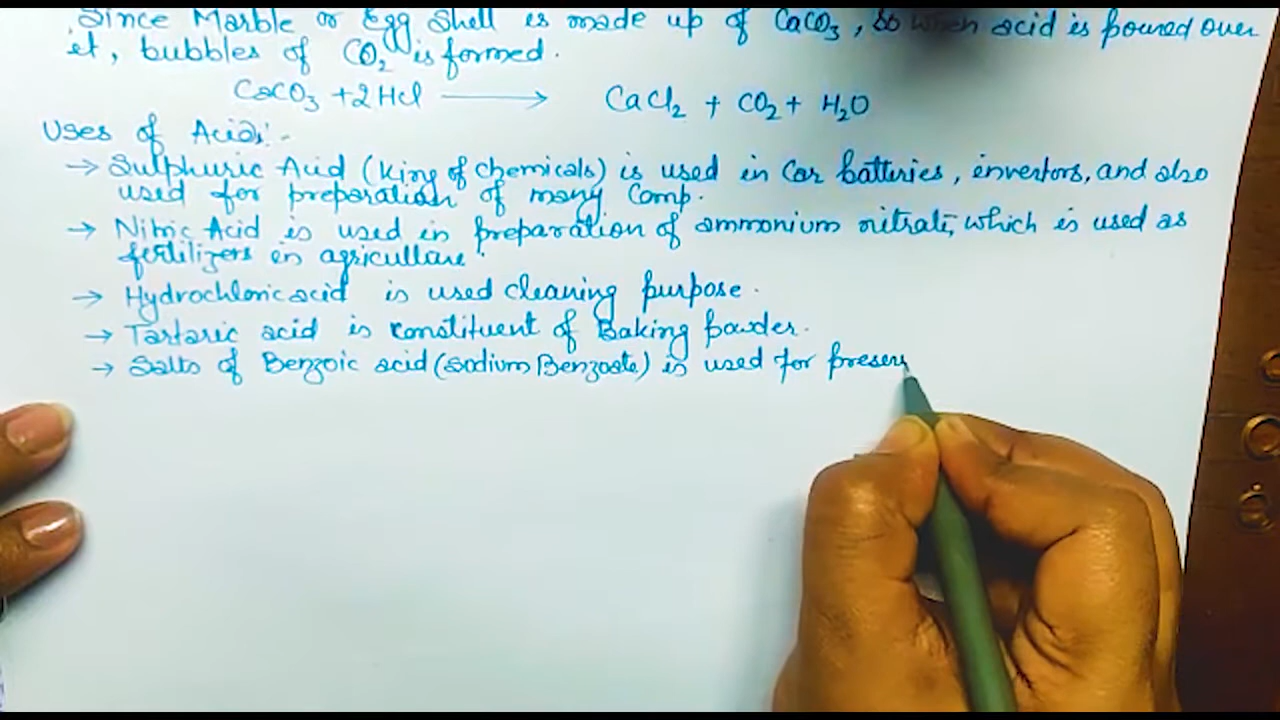 Since Marble or Egg Shell is made up of CaCO3, so when acid is poured over
it, bubbles of CO2 is formed.
CaCO3 + 2HCl ⟶ CaCl2 + CO2 + H2O
Uses of Acids:-
→ Sulphuric Acid (King of chemicals) is used in Car batteries, invertors, and also
used for preparation of many Comp.
→ Nitric Acid is used in preparation of ammonium nitrate, which is used as
fertilizers in agriculture.
→ Hydrochloric acid is used cleaning purpose.
→ Tartaric acid is constituent of Baking powder.
→ Salts of Benzoic acid (Sodium Benzoate) is used for preserv